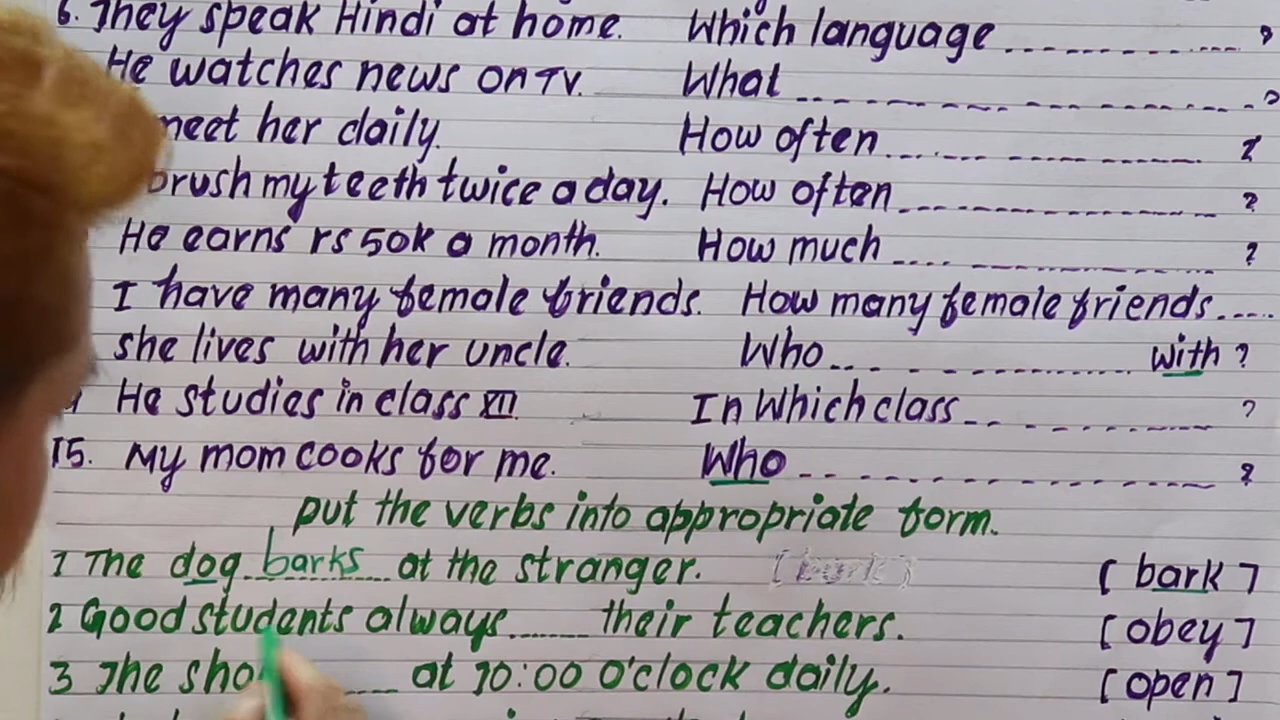 6. They speak Hindi at home. Which language ............ ?
He watches news on TV. What ............ ?
meet her daily. How often ............ ?
brush my teeth twice a day. How often ............ ?
He earns rs 50k a month. How much ............ ?
I have many female friends. How many female friends.....
she lives with her uncle. Who ............ with ?
He studies in class XII. In Which class ............ ?
15. My mom cooks for me. Who ............ ?
put the verbs into appropriate form.
1 The dog barks at the stranger. [bark] [bark]
2 Good students always ...... their teachers. [obey]
3 The sho ...... at 10:00 O'clock daily. [open]